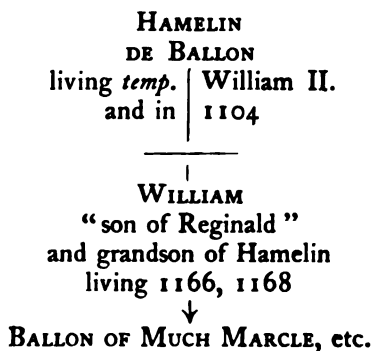 HAMELIN
DE BALLON
living temp. William II.
and in 1104
WILLIAM
"son of Reginald"
and grandson of Hamelin
living 1166, 1168
BALLON OF MUCH MARCLE, etc.